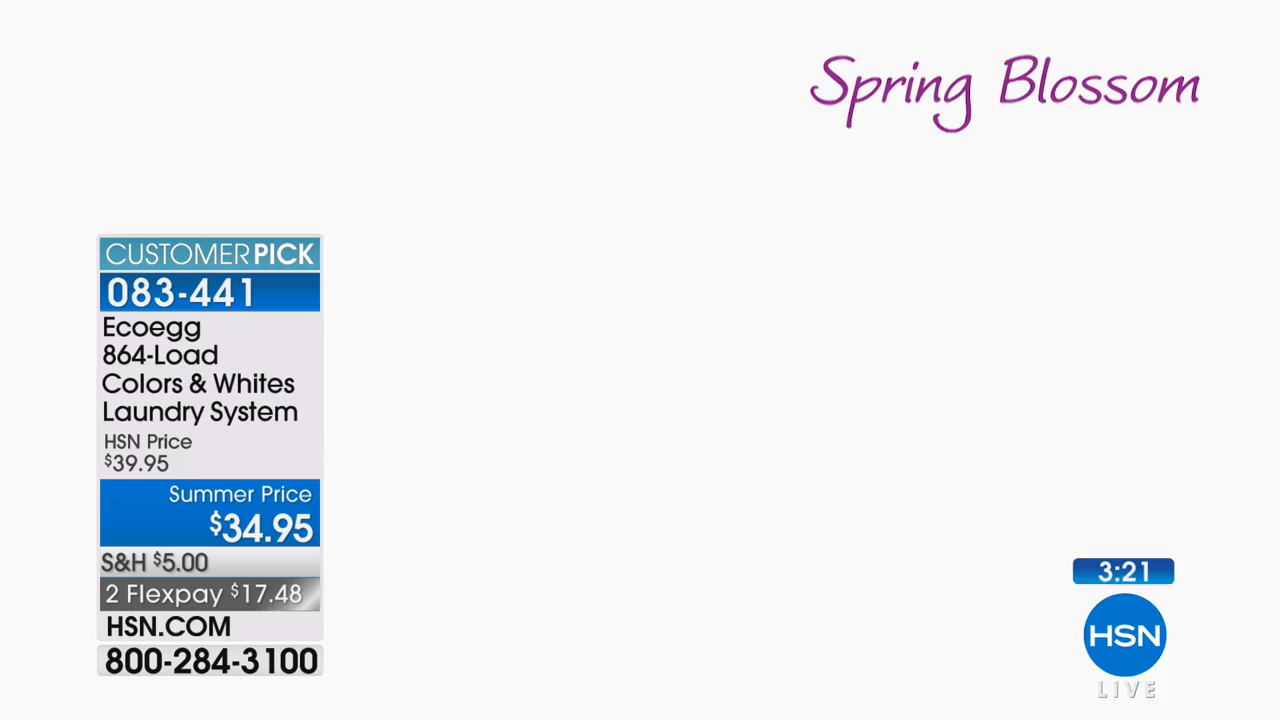 Spring Blossom
CUSTOMERPICK
083-441
Ecoegg
864-Load
Colors & Whites
Laundry System
HSN Price
$39.95
Summer Price
$34.95
S&H $5.00
2 Flexpay $17.48
HSN.COM
800-284-3100
3:21
HSN
LIVE